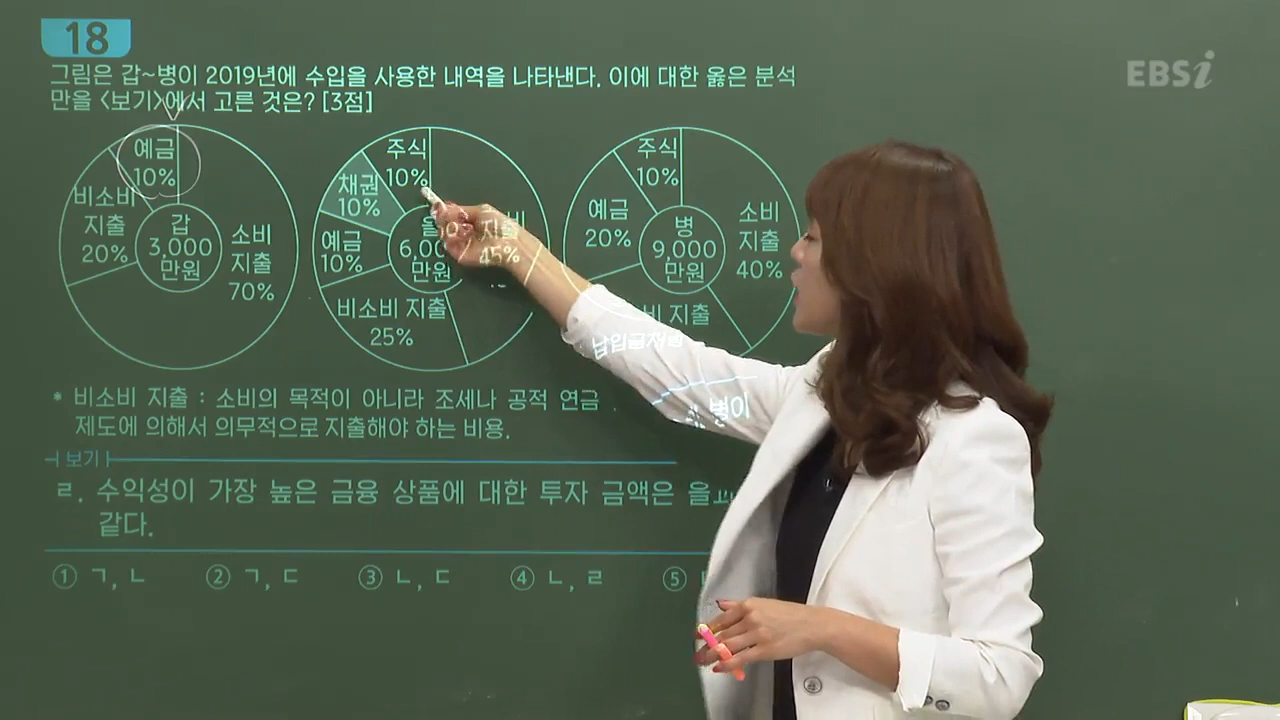 18
그림은 갑~병이 2019년에 수입을 사용한 내역을 나타낸다. 이에 대한 옳은 분석
만을 <보기>에서 고른 것은? [3점]
EBSi
예금
10%
비소비
지출
20%
갑
3,000
만원
소비
지출
70%
주식
10%
채권
10%
예금
10%
만원
지출
45%
비소비 지출
25%
주식
10%
예금
20%
병
9,000
만원
소비
지출
40%
지출
* 비소비 지출 : 소비의 목적이 아니라 조세나 공적 연금
제도에 의해서 의무적으로 지출해야 하는 비용.
보기
ㄹ. 수익성이 가장 높은 금융 상품에 대한 투자 금액은
같다.
① ㄱ, ㄴ ② ㄱ, ㄷ ③ ㄴ, ㄷ ④ ㄴ, ㄹ ⑤